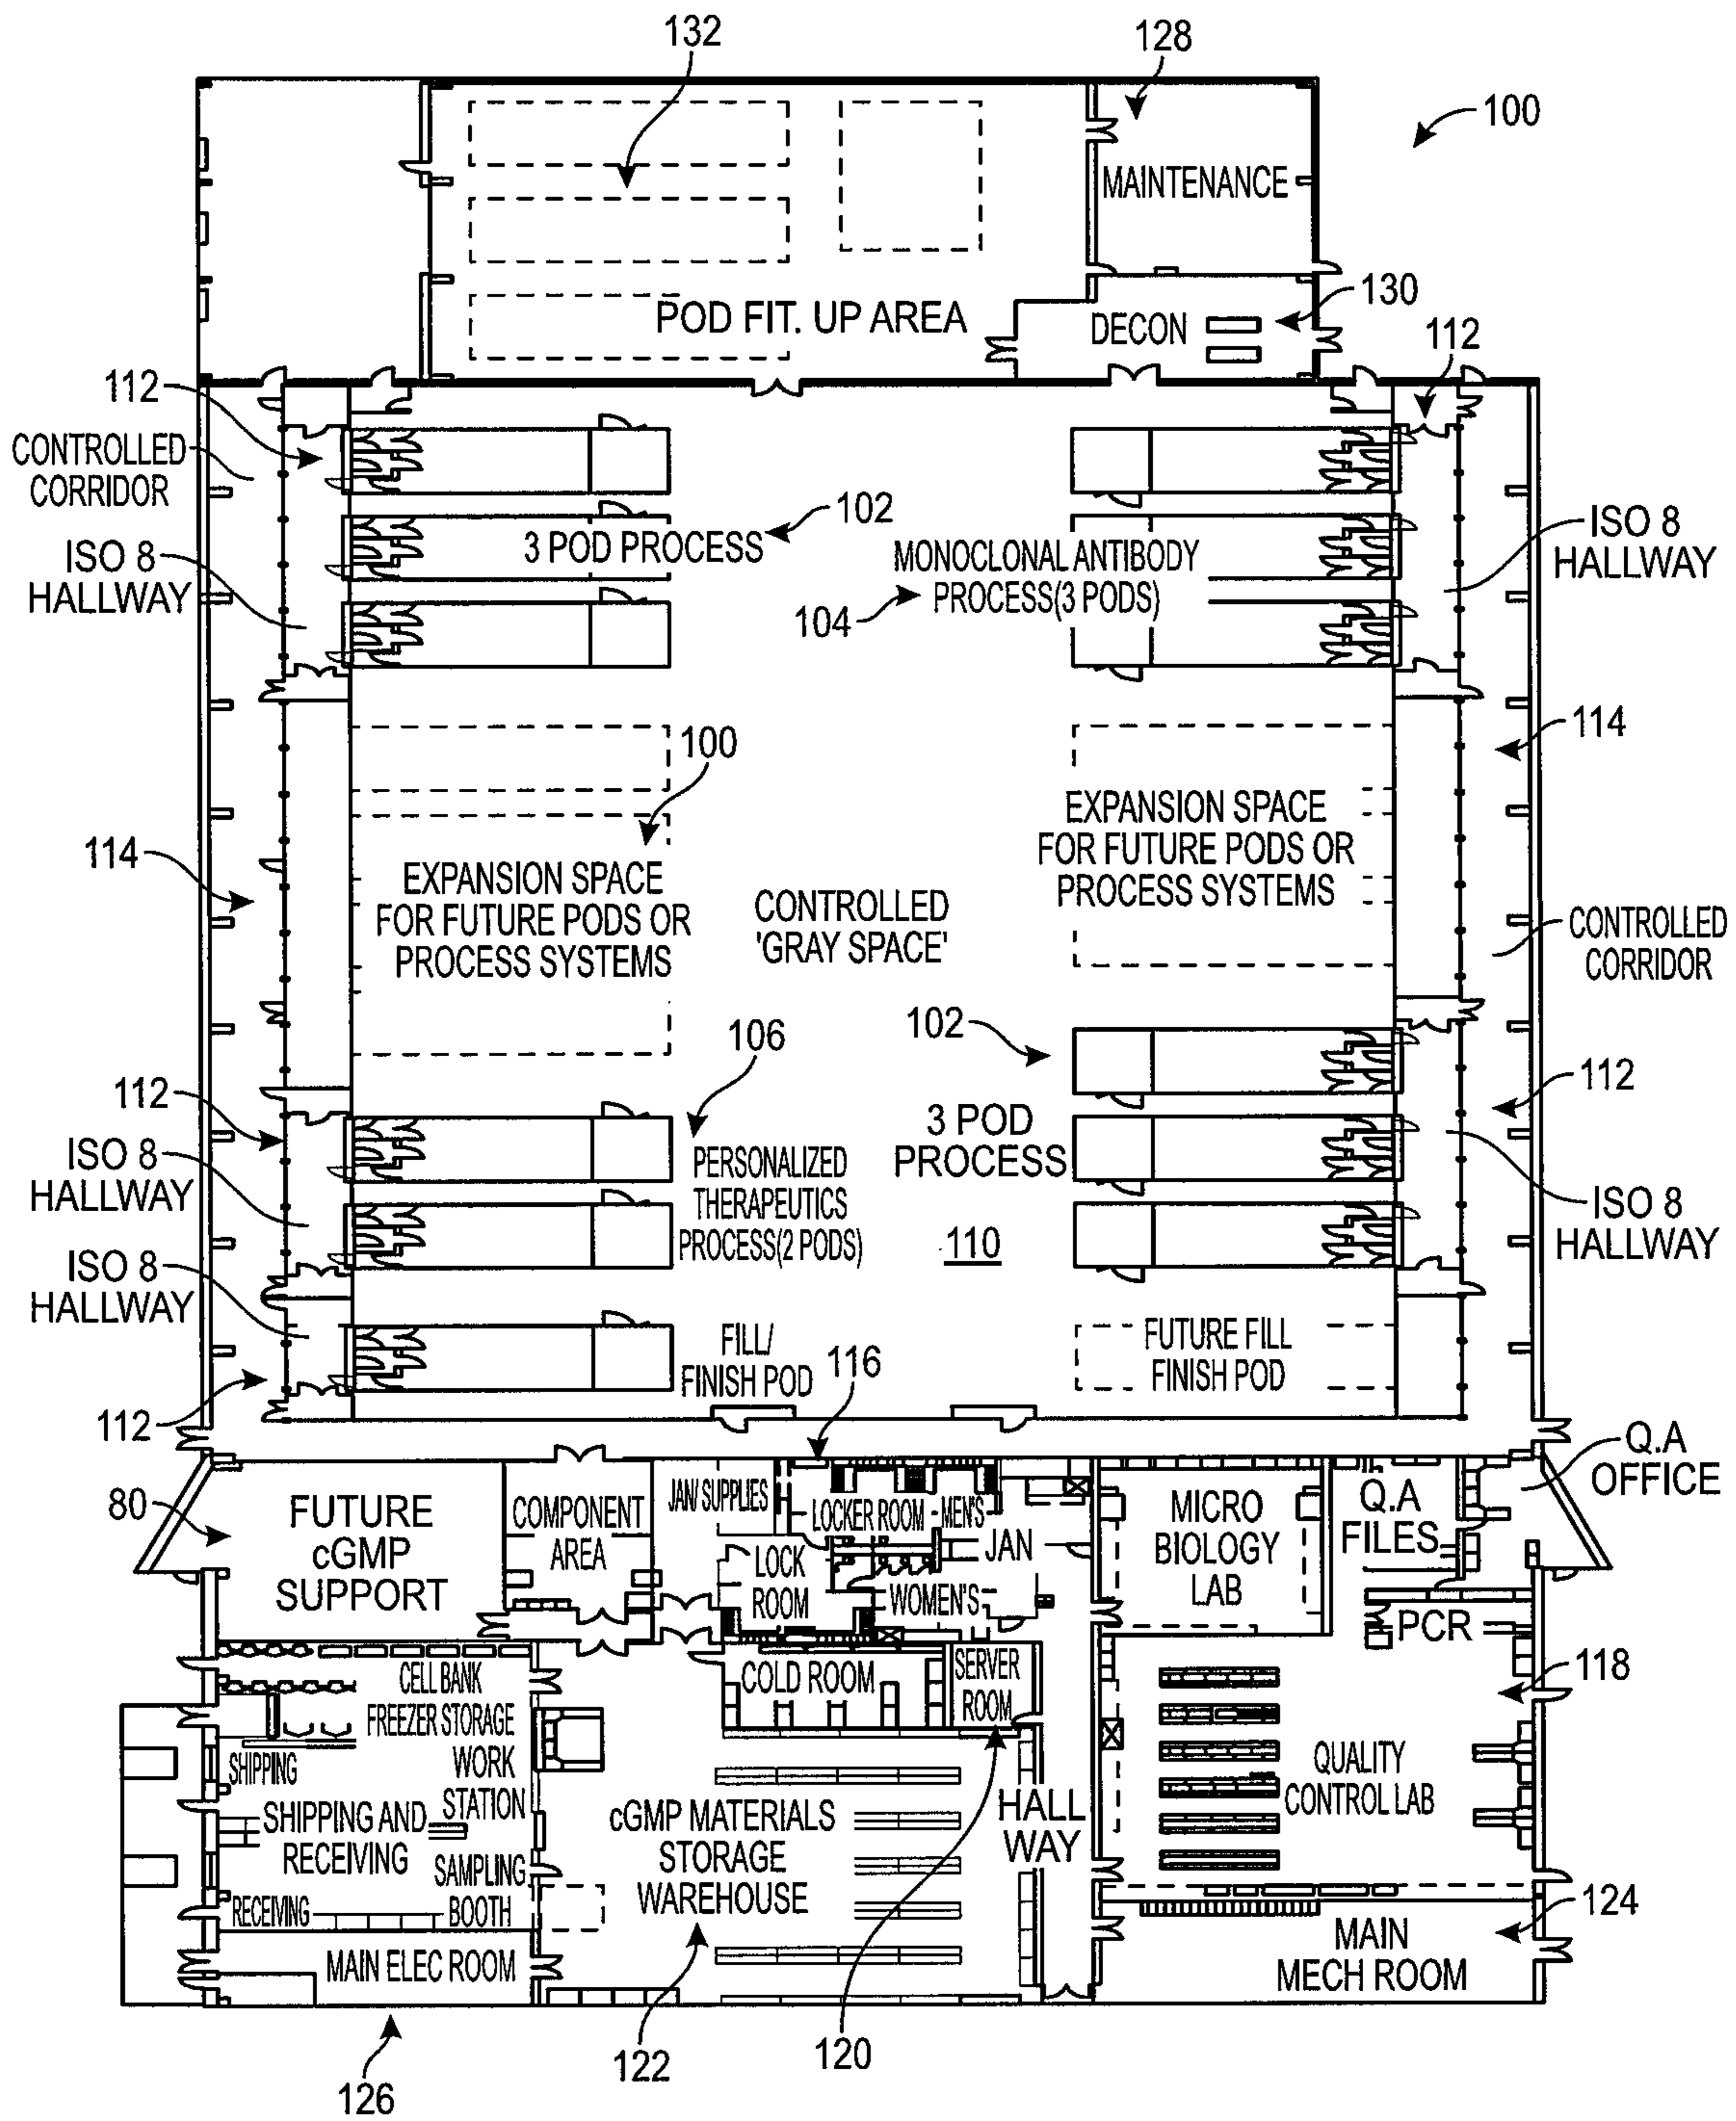 132
128
100
MAINTENANCE
130
POD FIT. UP AREA
DECON
112
112
CONTROLLED
CORRIDOR
102
3 POD PROCESS
ISO 8
HALLWAY
MONOCLONAL ANTIBODY
PROCESS(3 PODS)
104
ISO 8
HALLWAY
114
100
EXPANSION SPACE
FOR FUTURE PODS OR
PROCESS SYSTEMS
114
EXPANSION SPACE
FOR FUTURE PODS OR
PROCESS SYSTEMS
CONTROLLED
'GRAY SPACE'
CONTROLLED
CORRIDOR
106
102
112
112
3 POD
PROCESS
ISO 8
HALLWAY
PERSONALIZED
THERAPEUTICS
PROCESS(2 PODS)
ISO 8
HALLWAY
110
ISO 8
HALLWAY
FILL/
FINISH POD
116
FUTURE FILL
FINISH POD
112
Q.A
OFFICE
80
FUTURE
cGMP
SUPPORT
COMPONENT
AREA
JAN/ SUPPLIES
LOCKER ROOM - MEN'S
JAN
LOCK
ROOM
WOMEN'S
MICRO
BIOLOGY
LAB
Q.A
FILES
PCR
CELL BANK
FREEZER STORAGE
COLD ROOM
SERVER
ROOM
118
WORK
STATION
SHIPPING
SHIPPING AND
RECEIVING
SAMPLING
BOOTH
RECEIVING
cGMP MATERIALS
STORAGE
WAREHOUSE
HALL
WAY
QUALITY
CONTROL LAB
124
MAIN ELEC ROOM
MAIN
MECH ROOM
126
122
120